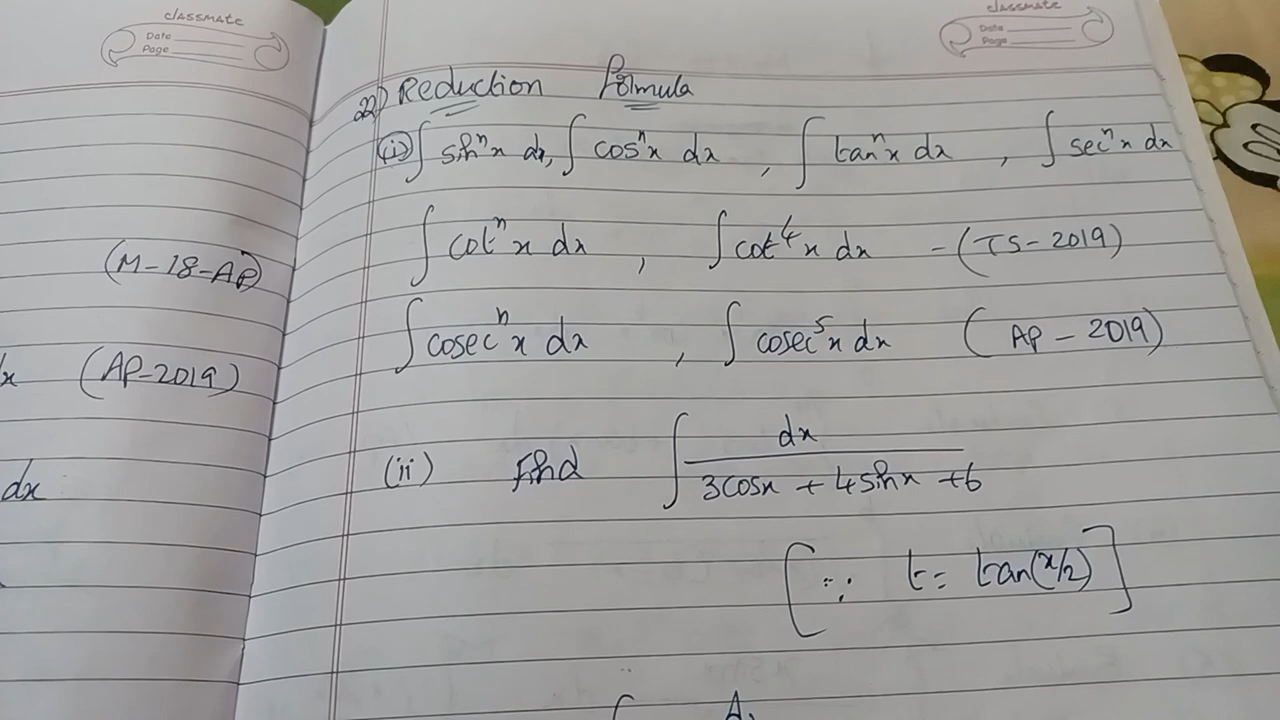 classmate
Date
Page
(M-18-AP)
x (AP-2019)
dx
classmate
Date
Page
22) Reduction Formula
(i) ∫ sinⁿx dx, ∫ cosⁿx dx , ∫ tanⁿx dx , ∫ secⁿx dx
∫ cotⁿx dx , ∫ cot⁴x dx - (TS-2019)
∫ cosecⁿx dx , ∫ cosec⁵x dx (AP-2019)
(ii) Find ∫ dx / 3cosx + 4sinx + 6
[∵ t = tan(x/2)]